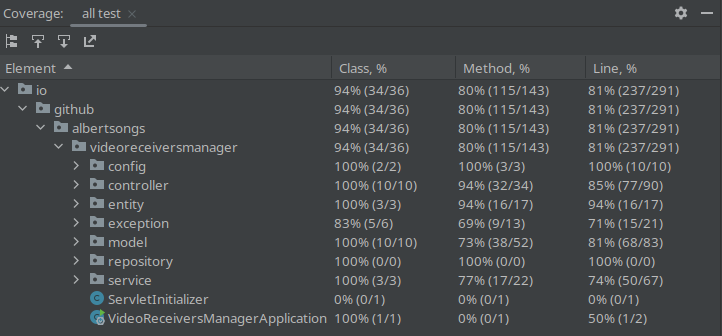 Coverage: all test
Element Class, % Method, % Line, %
io 94% (34/36) 80% (115/143) 81% (237/291)
github 94% (34/36) 80% (115/143) 81% (237/291)
albertsongs 94% (34/36) 80% (115/143) 81% (237/291)
videoreceiversmanager 94% (34/36) 80% (115/143) 81% (237/291)
config 100% (2/2) 100% (3/3) 100% (10/10)
controller 100% (10/10) 94% (32/34) 85% (77/90)
entity 100% (3/3) 94% (16/17) 94% (16/17)
exception 83% (5/6) 69% (9/13) 71% (15/21)
model 100% (10/10) 73% (38/52) 81% (68/83)
repository 100% (0/0) 100% (0/0) 100% (0/0)
service 100% (3/3) 77% (17/22) 74% (50/67)
ServletInitializer 0% (0/1) 0% (0/1) 0% (0/1)
VideoReceiversManagerApplication 100% (1/1) 0% (0/1) 50% (1/2)